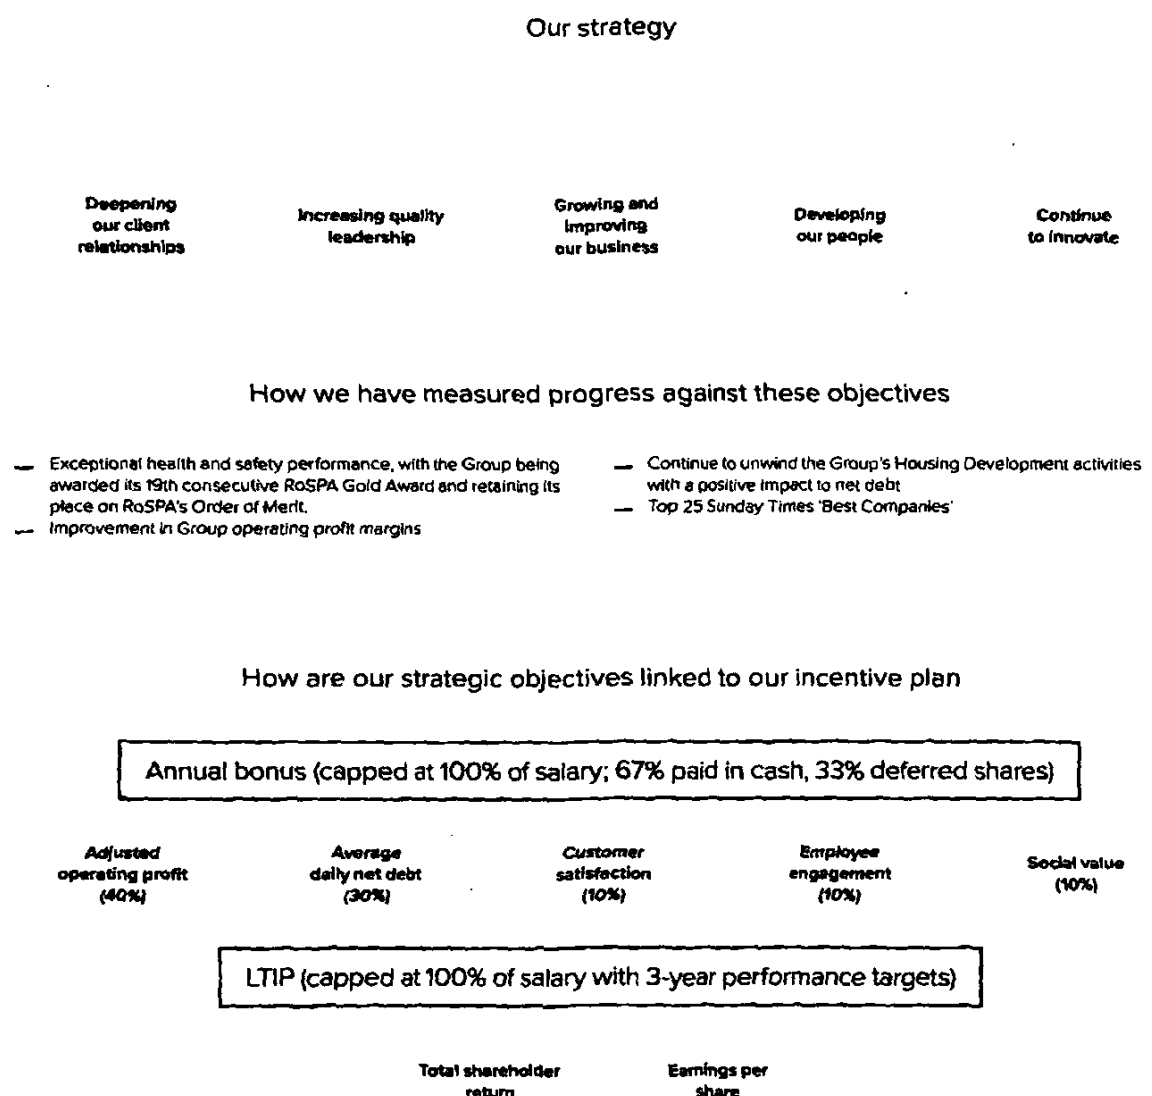 Our strategy
Deepening
our client
relationships
Increasing quality
leadership
Growing and
improving
our business
Developing
our people
Continue
to innovate
How we have measured progress against these objectives
— Exceptional health and safety performance, with the Group being
awarded its 19th consecutive RoSPA Gold Award and retaining its
place on RoSPA's Order of Merit.
— Improvement in Group operating profit margins
— Continue to unwind the Group's Housing Development activities
with a positive impact to net debt
— Top 25 Sunday Times 'Best Companies'
How are our strategic objectives linked to our incentive plan
Annual bonus (capped at 100% of salary; 67% paid in cash, 33% deferred shares)
Adjusted
operating profit
(40%)
Average
daily net debt
(30%)
Customer
satisfaction
(10%)
Employee
engagement
(10%)
Social value
(10%)
LTIP (capped at 100% of salary with 3-year performance targets)
Total shareholder
return
Earnings per
share